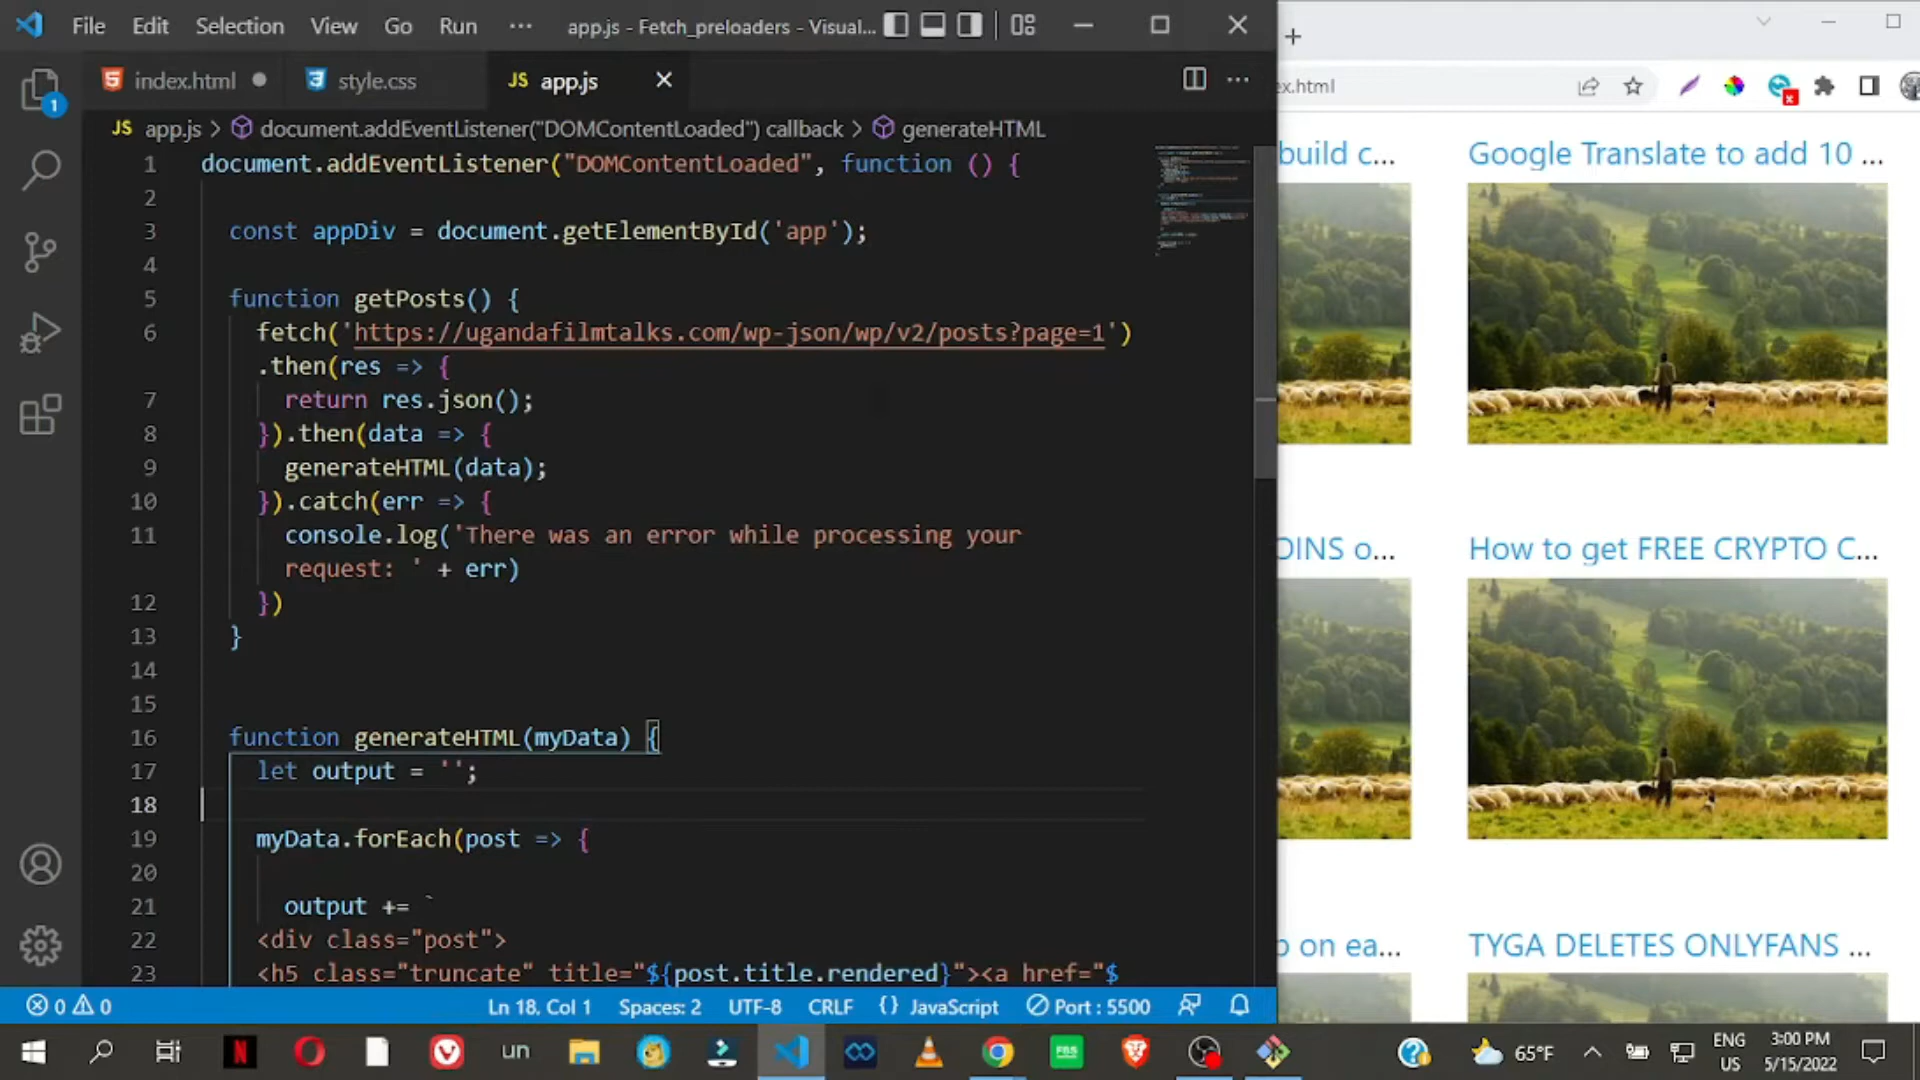 File Edit Selection View Go Run ··· app.js - Fetch_preloaders - Visual...
index.html style.css JS app.js
JS app.js > document.addEventListener("DOMContentLoaded") callback > generateHTML
1 document.addEventListener("DOMContentLoaded", function () {
2
3 const appDiv = document.getElementById('app');
4
5 function getPosts() {
6 fetch('https://ugandafilmtalks.com/wp-json/wp/v2/posts?page=1')
.then(res => {
7 return res.json();
8 }).then(data => {
9 generateHTML(data);
10 }).catch(err => {
11 console.log('There was an error while processing your
request: ' + err)
12 })
13 }
14
15
16 function generateHTML(myData) {
17 let output = '';
18
19 myData.forEach(post => {
20
21 output += `
22 <div class="post">
23 <h5 class="truncate" title="${post.title.rendered}"><a href="$
1
0 0 Ln 18, Col 1 Spaces: 2 UTF-8 CRLF {} JavaScript Port : 5500
ex.html
build c... Google Translate to add 10 ...
OINS o... How to get FREE CRYPTO C...
p on ea... TYGA DELETES ONLYFANS ...
un PBS 65°F ENG US 3:00 PM 5/15/2022